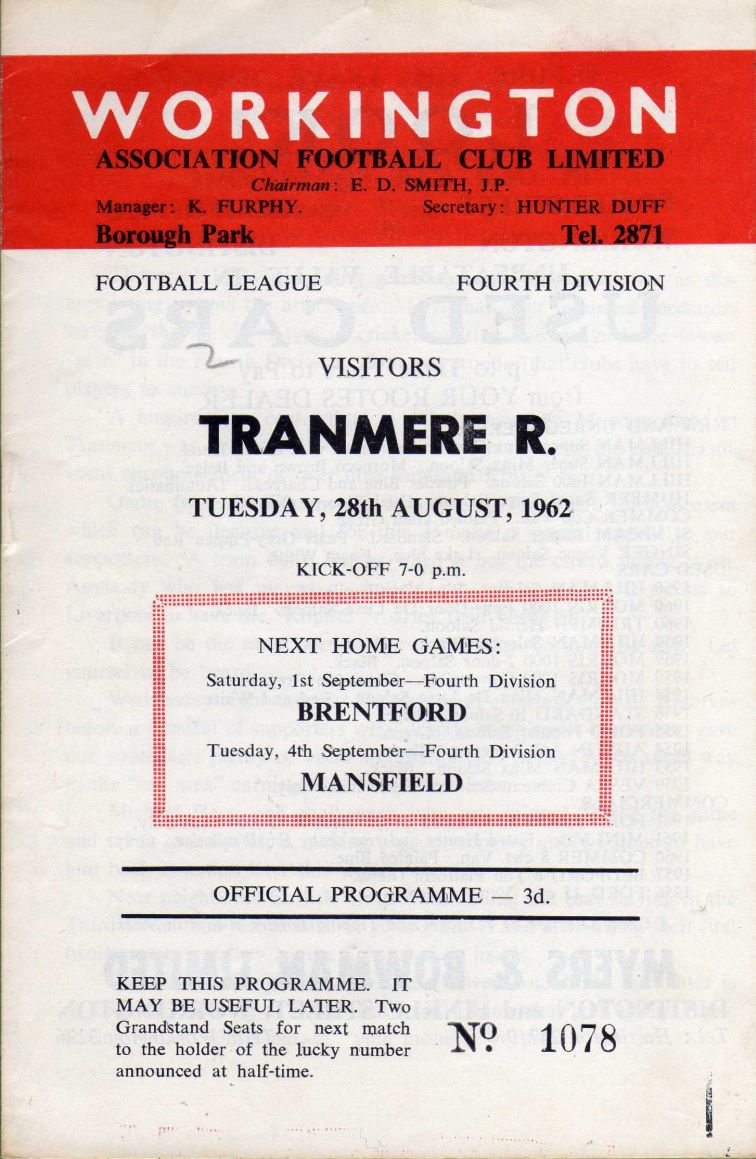 WORKINGTON
ASSOCIATION FOOTBALL CLUB LIMITED
Chairman: E. D. SMITH, J.P.
Manager: K. FURPHY. Secretary: HUNTER DUFF
Borough Park Tel. 2871
FOOTBALL LEAGUE FOURTH DIVISION
2
VISITORS
TRANMERE R.
TUESDAY, 28th AUGUST, 1962
KICK-OFF 7-0 p.m.
NEXT HOME GAMES:
Saturday, 1st September—Fourth Division
BRENTFORD
Tuesday, 4th September—Fourth Division
MANSFIELD
OFFICIAL PROGRAMME — 3d.
KEEP THIS PROGRAMME. IT
MAY BE USEFUL LATER. Two
Grandstand Seats for next match
to the holder of the lucky number
announced at half-time.
Nº 1078